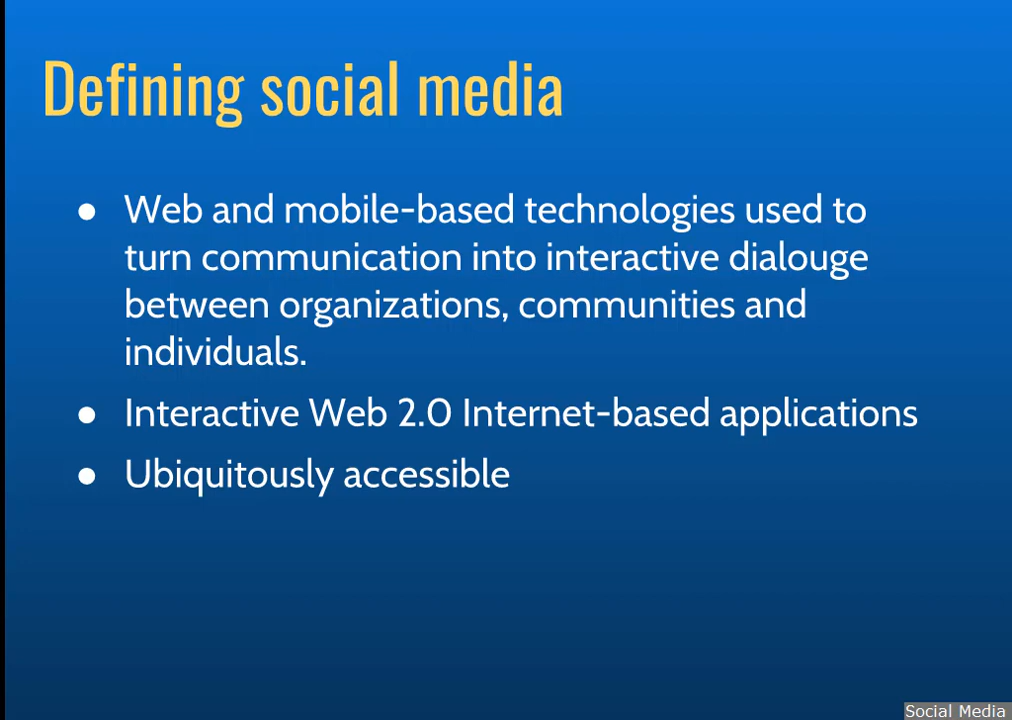 Defining social media
● Web and mobile-based technologies used to
turn communication into interactive dialouge
between organizations, communities and
individuals.
● Interactive Web 2.0 Internet-based applications
● Ubiquitously accessible
Social Media